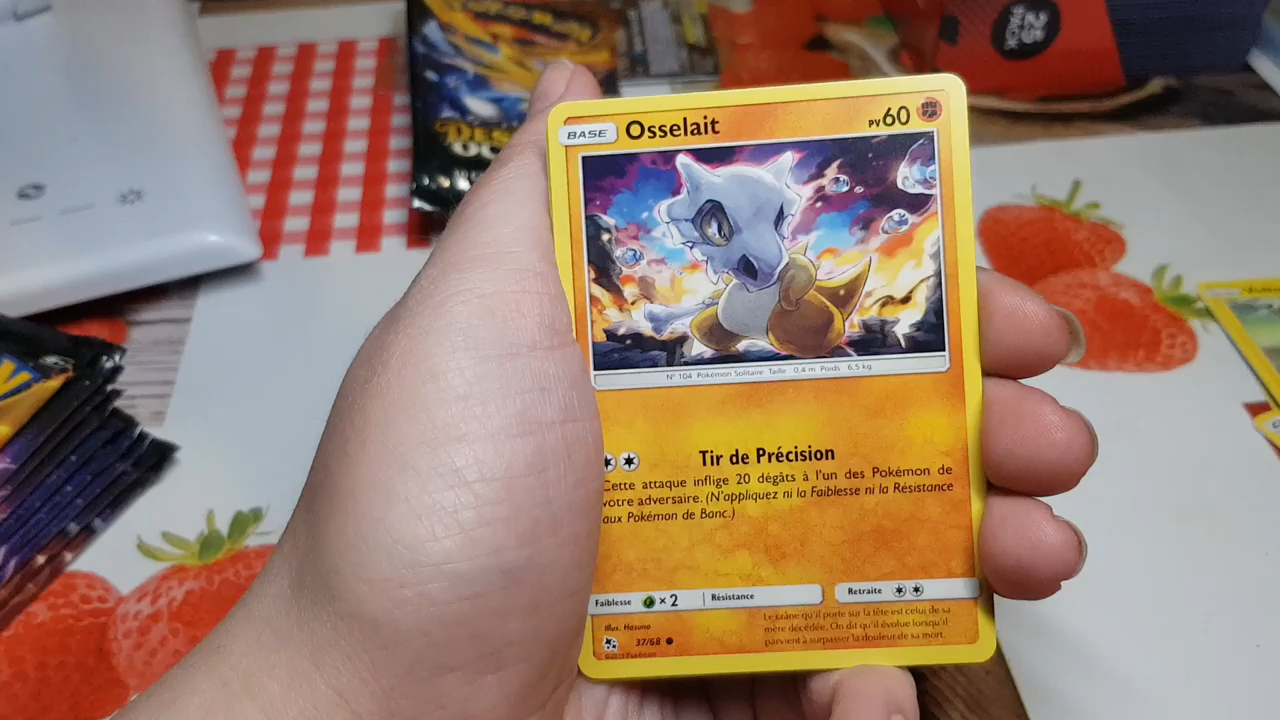 25
BASE Osselait PV 60
N° 104 Pokémon Solitaire Taille 0,4 m Poids 6,5 kg
Tir de Précision
Cette attaque inflige 20 dégâts à l'un des Pokémon de
votre adversaire. (N'appliquez ni la Faiblesse ni la Résistance
aux Pokémon de Banc.)
Faiblesse ×2 Résistance Retraite
Le crâne qu'il porte sur la tête est celui de sa
mère décédée. On dit qu'il évolue lorsqu'il
parvient à surpasser la douleur de sa mort.
Illus. Hasuno
37/68